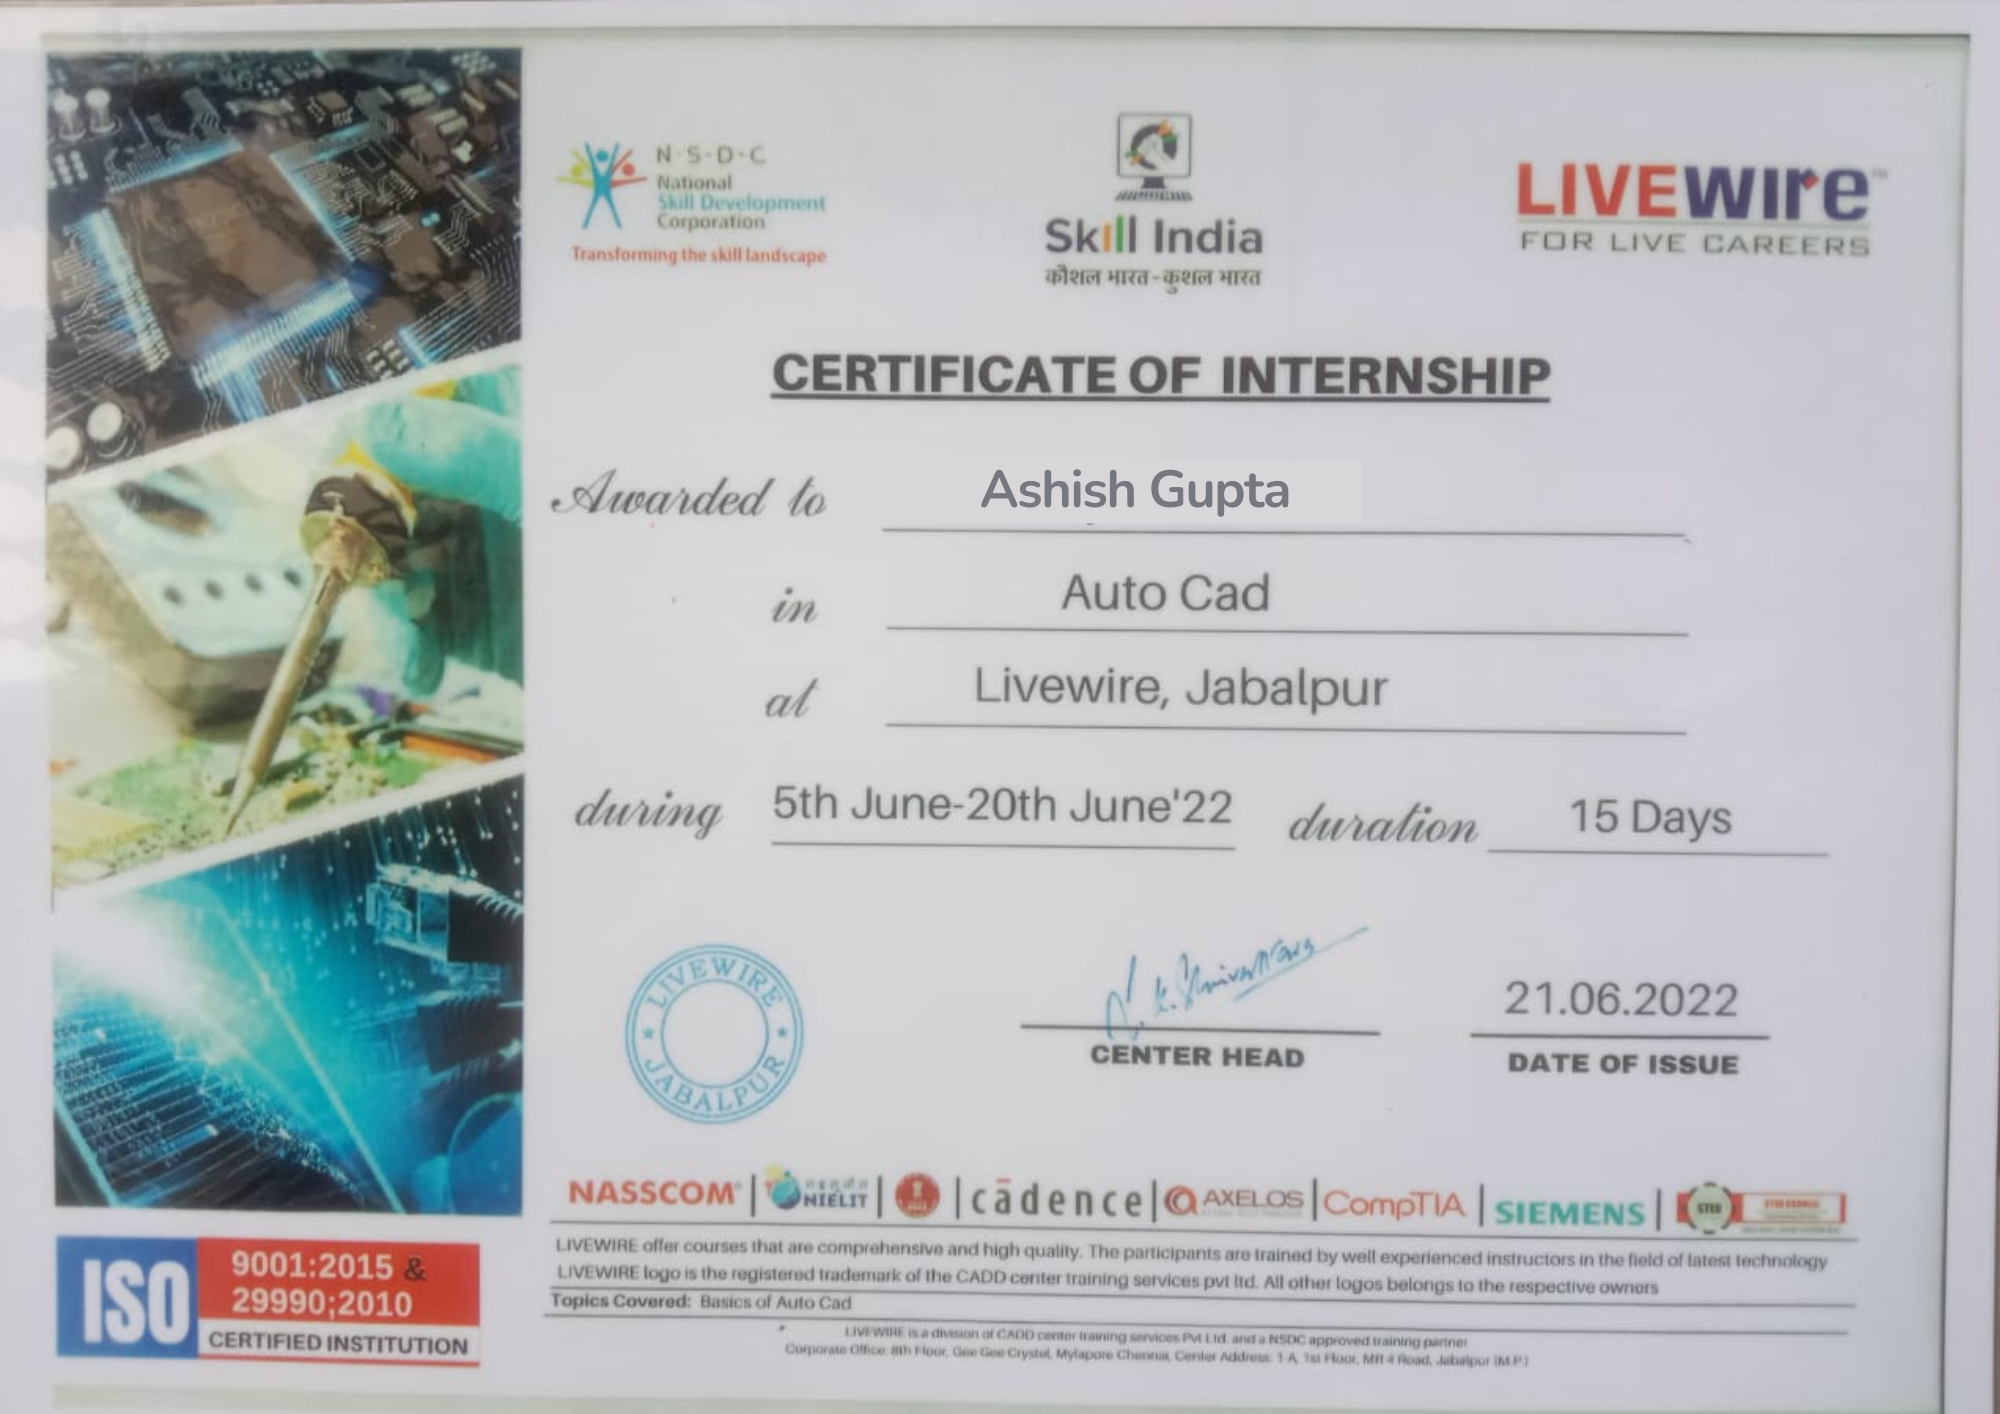 N·S·D·C
National
Skill Development
Corporation
Transforming the skill landscape
Skill India
कौशल भारत-कुशल भारत
LIVEWIRE™
FOR LIVE CAREERS
CERTIFICATE OF INTERNSHIP
Awarded to Ashish Gupta
in Auto Cad
at Livewire, Jabalpur
during 5th June-20th June'22 duration 15 Days
LIVEWIRE
JABALPUR
21.06.2022
CENTER HEAD
DATE OF ISSUE
NASSCOM® NIELIT cādence AXELOS CompTIA SIEMENS STED
ISO
9001:2015 &
29990;2010
CERTIFIED INSTITUTION
LIVEWIRE offer courses that are comprehensive and high quality. The participants are trained by well experienced instructors in the field of latest technology
LIVEWIRE logo is the registered trademark of the CADD center training services pvt ltd. All other logos belongs to the respective owners
Topics Covered: Basics of Auto Cad
LIVEWIRE is a division of CADD center training services Pvt Ltd. and a NSDC approved training partner
Corporate Office: 8th Floor, Gee Gee Crystol, Mylapore Chennai, Center Address: 1-A, 1st Floor, MR-4 Road, Jabalpur (M.P.)